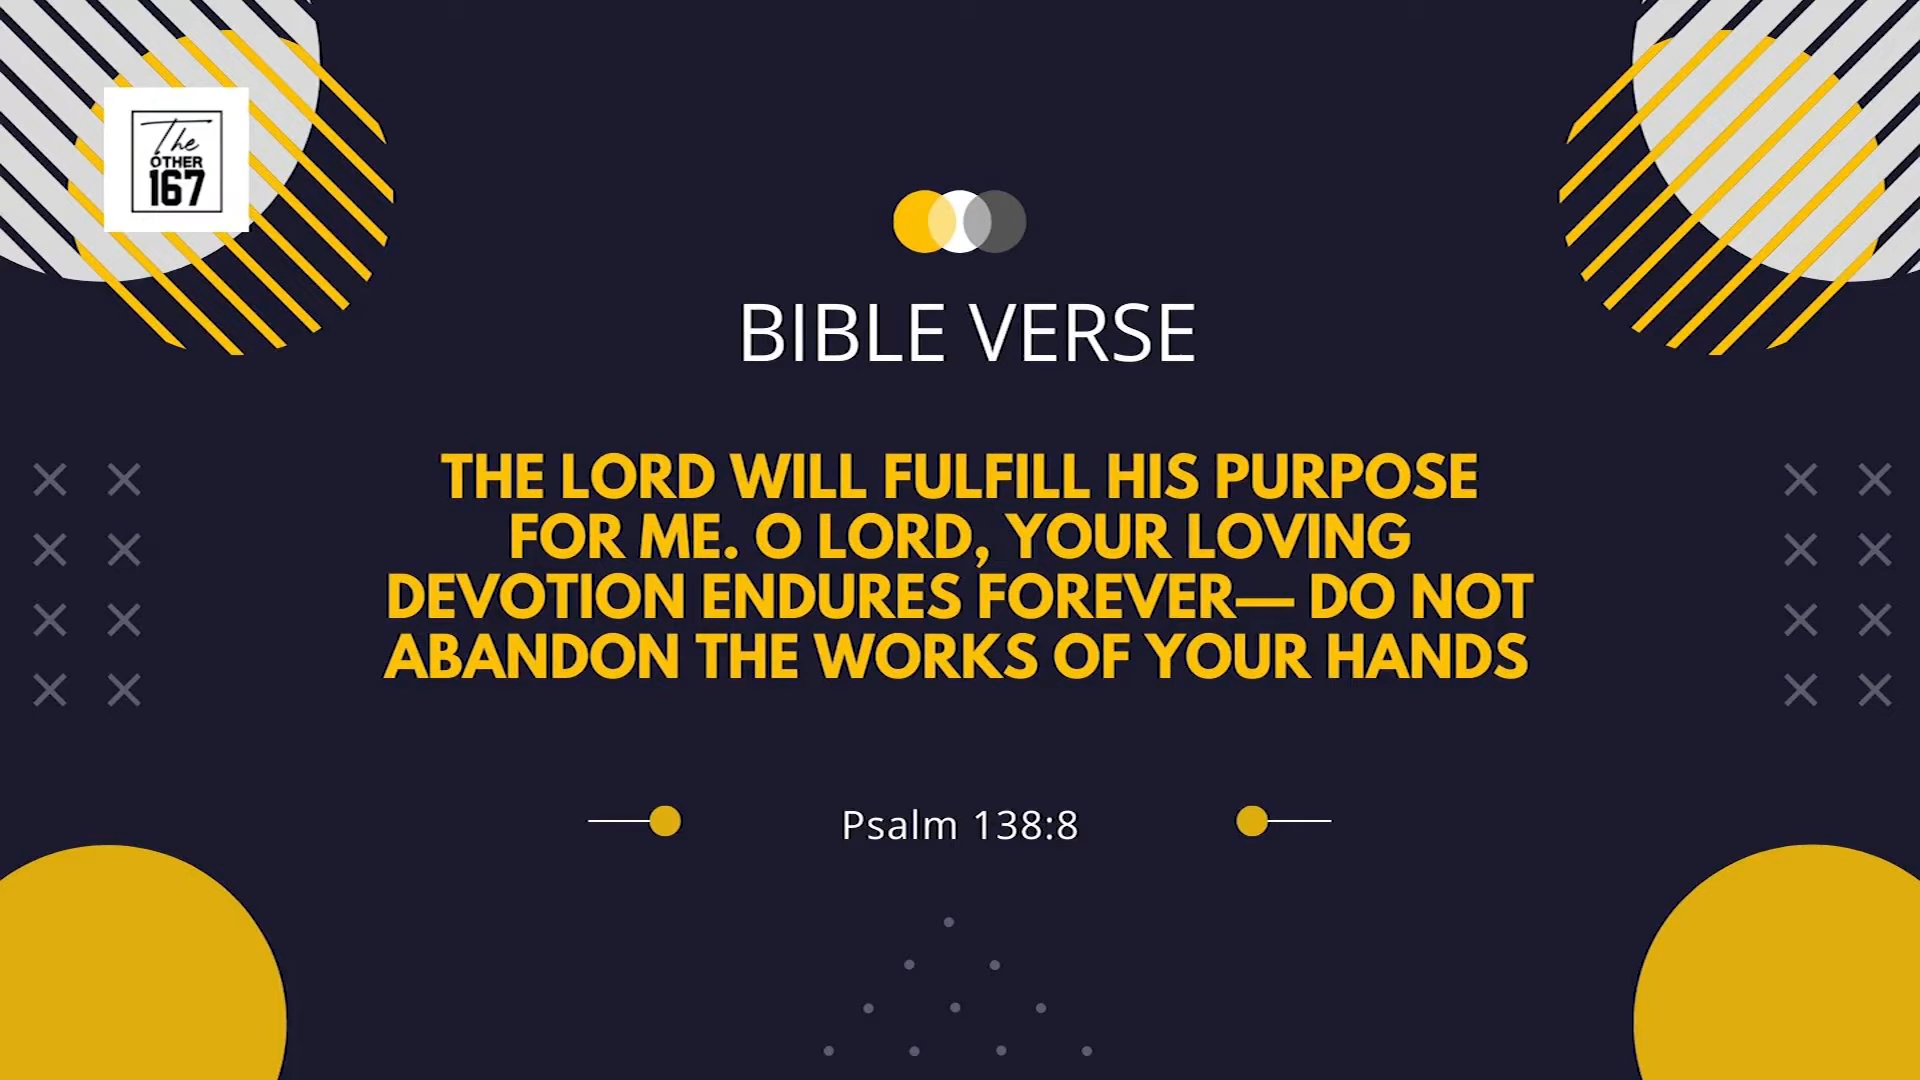 The
OTHER
167
BIBLE VERSE
THE LORD WILL FULFILL HIS PURPOSE
FOR ME. O LORD, YOUR LOVING
DEVOTION ENDURES FOREVER— DO NOT
ABANDON THE WORKS OF YOUR HANDS
Psalm 138:8